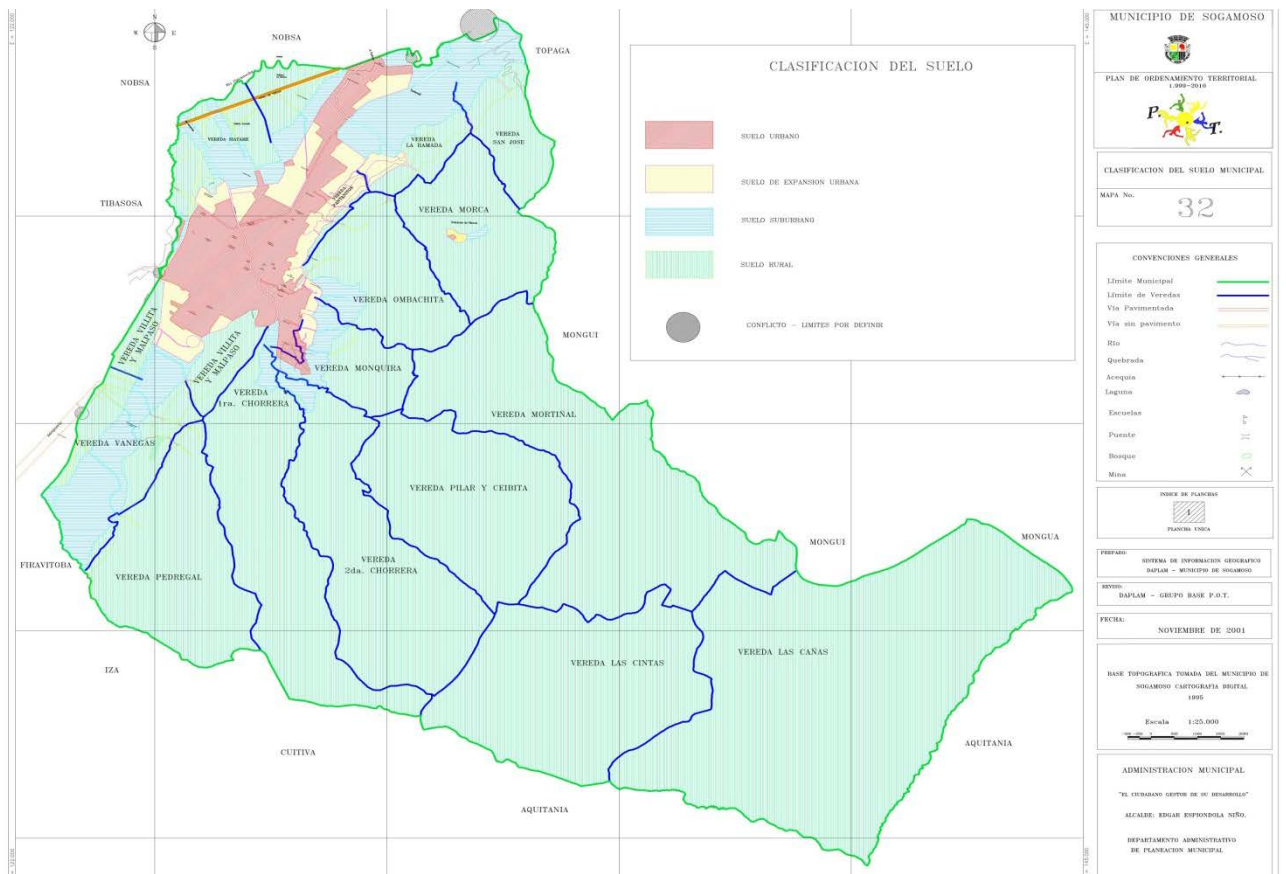 NOBSA
TOPAGA
NOBSA
VEREDA
LA RAMADA
VEREDA
SAN JOSE
TIBASOSA
VEREDA MORCA
VEREDA OMBACHITA
MONGUI
VEREDA VILLITA
Y MALPASO
VEREDA VILLITA
Y MALPASO
VEREDA MONQUIRA
VEREDA
1ra. CHORRERA
VEREDA MORTIÑAL
VEREDA VANEGAS
VEREDA PILAR Y CEIBITA
MONGUI
MONGUA
FIRAVITOBA
VEREDA PEDREGAL
VEREDA
2da. CHORRERA
IZA
VEREDA LAS CINTAS
VEREDA LAS CAÑAS
CUITIVA
AQUITANIA
AQUITANIA
N
W E
S
CLASIFICACION DEL SUELO
SUELO URBANO
SUELO DE EXPANSION URBANA
SUELO SUBURBANO
SUELO RURAL
CONFLICTO - LIMITES POR DEFINIR
MUNICIPIO DE SOGAMOSO
PLAN DE ORDENAMIENTO TERRITORIAL
1.999-2010
P. T.
CLASIFICACION DEL SUELO MUNICIPAL
MAPA No.
32
CONVENCIONES GENERALES
Límite Municipal
Límite de Veredas
Vía Pavimentada
Vía sin pavimento
Río
Quebrada
Acequia
Laguna
Escuelas
Puente
Bosque
Mina
INDICE DE PLANCHAS
1
PLANCHA UNICA
PREPARO:
SISTEMA DE INFORMACION GEOGRAFICO
DAPLAM - MUNICIPIO DE SOGAMOSO
REVISO:
DAPLAM - GRUPO BASE P.O.T.
FECHA:
NOVIEMBRE DE 2001
BASE TOPOGRAFICA TOMADA DEL MUNICIPIO DE
SOGAMOSO CARTOGRAFIA DIGITAL
1995
Escala 1:25.000
ADMINISTRACION MUNICIPAL
"EL CIUDADANO GESTOR DE SU DESARROLLO"
ALCALDE: EDGAR ESPINDOLA NIÑO.
DEPARTAMENTO ADMINISTRATIVO
DE PLANEACION MUNICIPAL